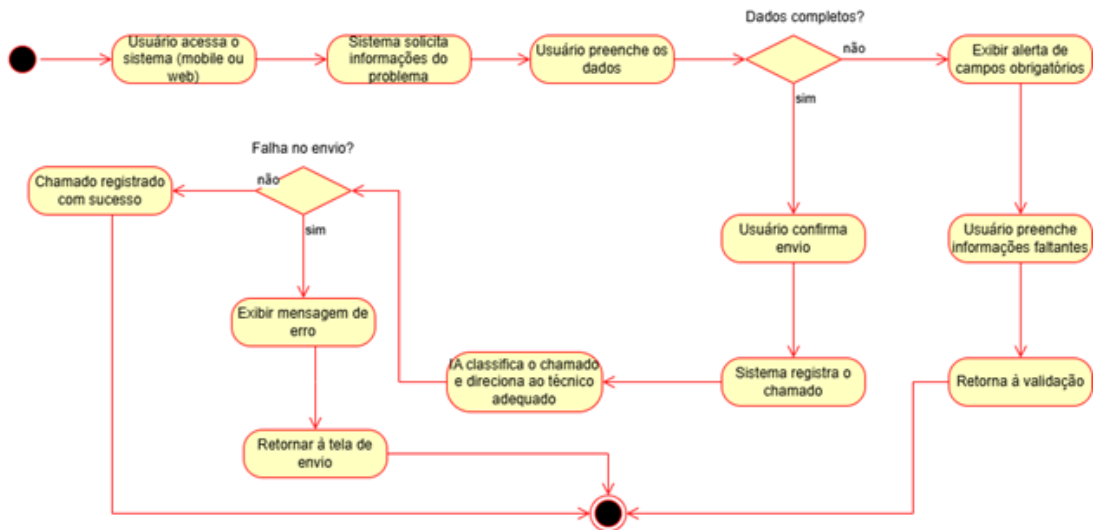 Dados completos?
Usuário acessa o
sistema (mobile ou
web)
Sistema solicita
informações do
problema
Usuário preenche os
dados
não
sim
Exibir alerta de
campos obrigatórios
Falha no envio?
não
sim
Chamado registrado
com sucesso
Usuário confirma
envio
Usuário preenche
informações faltantes
Exibir mensagem de
erro
IA classifica o chamado
e direciona ao técnico
adequado
Sistema registra o
chamado
Retorna à validação
Retornar à tela de
envio